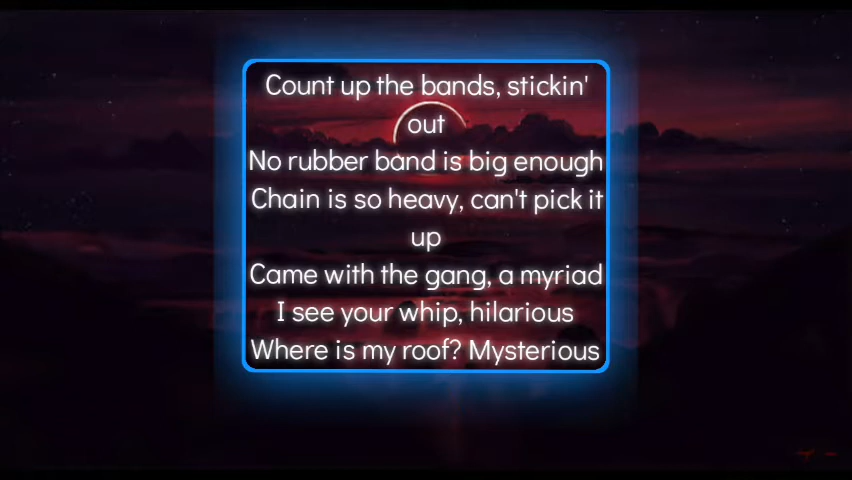 Count up the bands, stickin'
out
No rubber band is big enough
Chain is so heavy, can't pick it
up
Came with the gang, a myriad
I see your whip, hilarious
Where is my roof? Mysterious